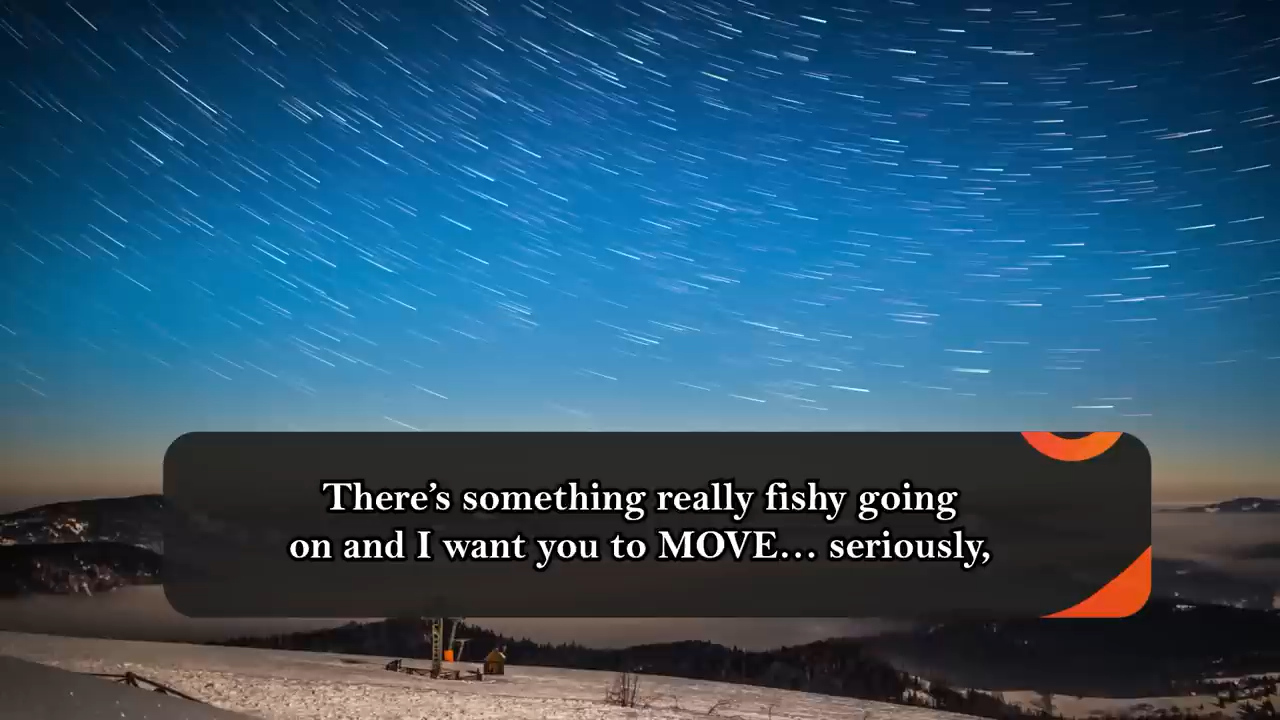 There’s something really fishy going
on and I want you to MOVE… seriously,